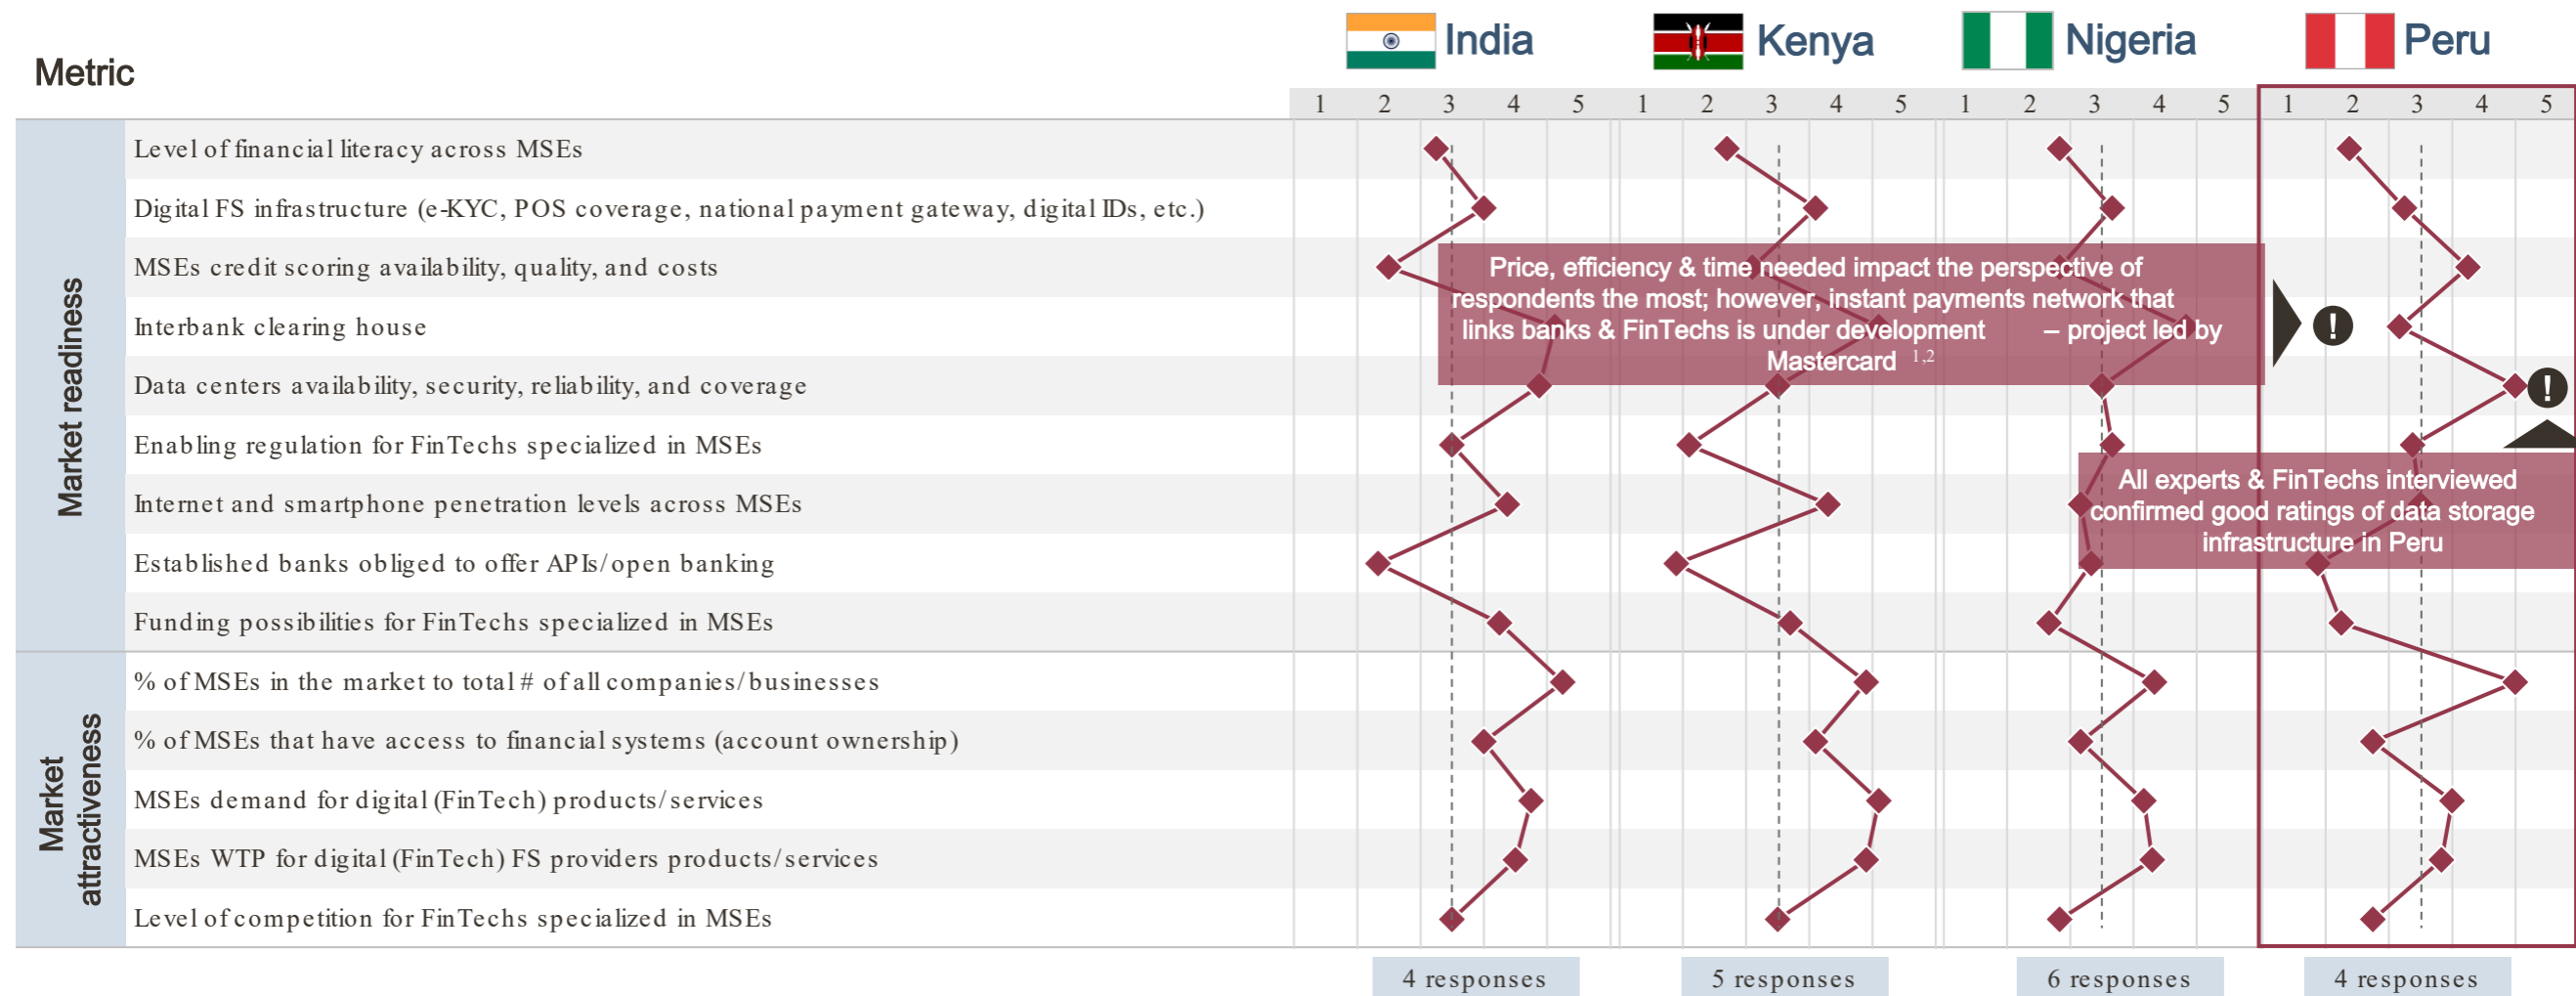 India Kenya Nigeria Peru
Metric
1 2 3 4 5 1 2 3 4 5 1 2 3 4 5 1 2 3 4 5
Market readiness
Level of financial literacy across MSEs
Digital FS infrastructure (e-KYC, POS coverage, national payment gateway, digital IDs, etc.)
MSEs credit scoring availability, quality, and costs
Interbank clearing house
Data centers availability, security, reliability, and coverage
Enabling regulation for FinTechs specialized in MSEs
Internet and smartphone penetration levels across MSEs
Established banks obliged to offer APIs/open banking
Funding possibilities for FinTechs specialized in MSEs
Price, efficiency & time needed impact the perspective of
respondents the most; however, instant payments network that
links banks & FinTechs is under development – project led by
Mastercard 1,2
!
!
All experts & FinTechs interviewed
confirmed good ratings of data storage
infrastructure in Peru
Market
attractiveness
% of MSEs in the market to total # of all companies/businesses
% of MSEs that have access to financial systems (account ownership)
MSEs demand for digital (FinTech) products/services
MSEs WTP for digital (FinTech) FS providers products/services
Level of competition for FinTechs specialized in MSEs
4 responses 5 responses 6 responses 4 responses